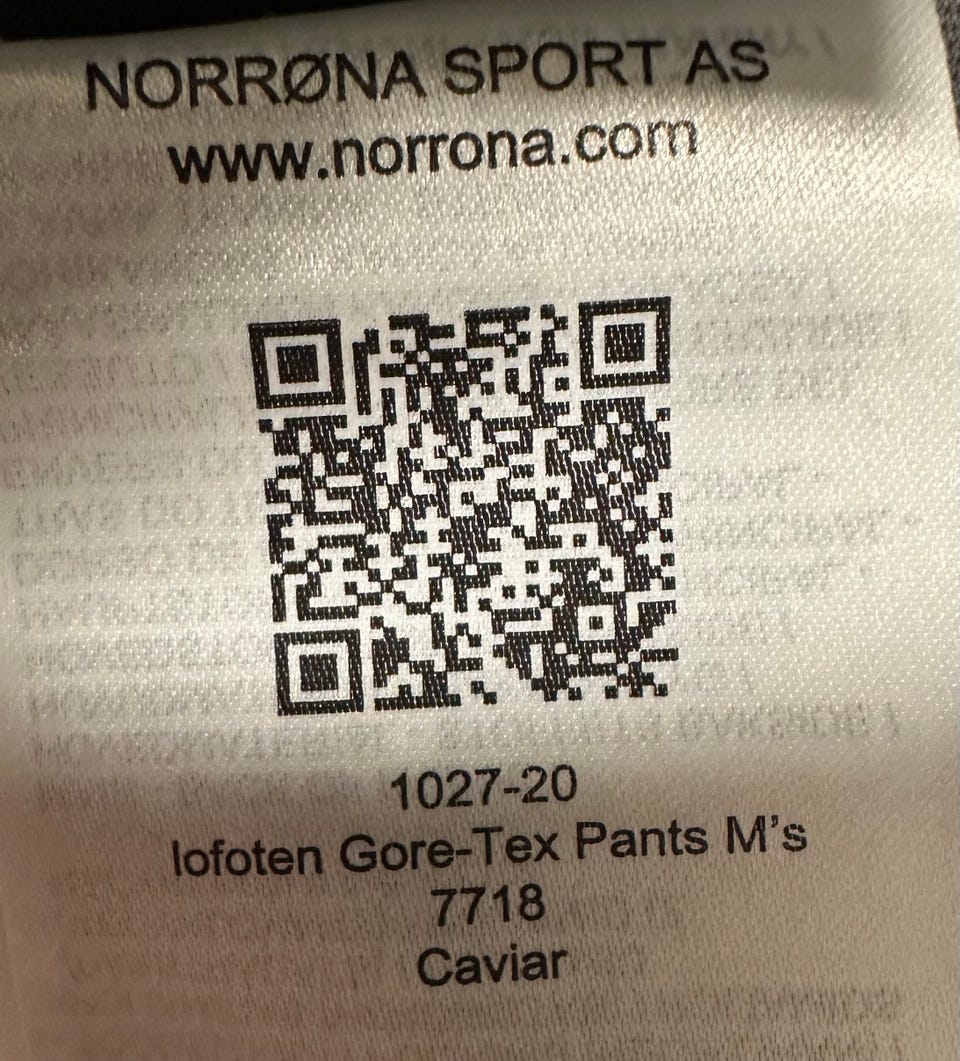 NORRØNA SPORT AS
www.norrona.com
1027-20
lofoten Gore-Tex Pants M's
7718
Caviar